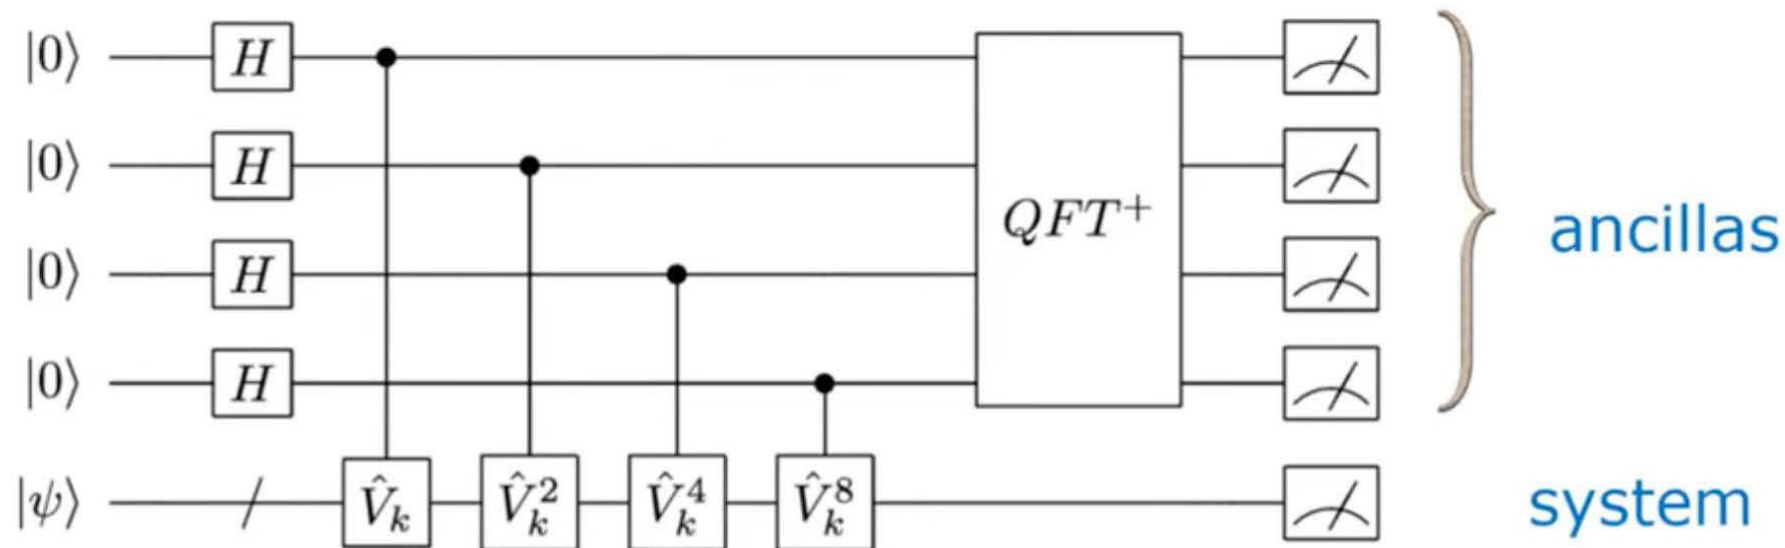 |0⟩ H
|0⟩ H
QFT⁺
ancillas
|0⟩ H
|0⟩ H
|ψ⟩ V̂ₖ V̂ₖ² V̂ₖ⁴ V̂ₖ⁸ system